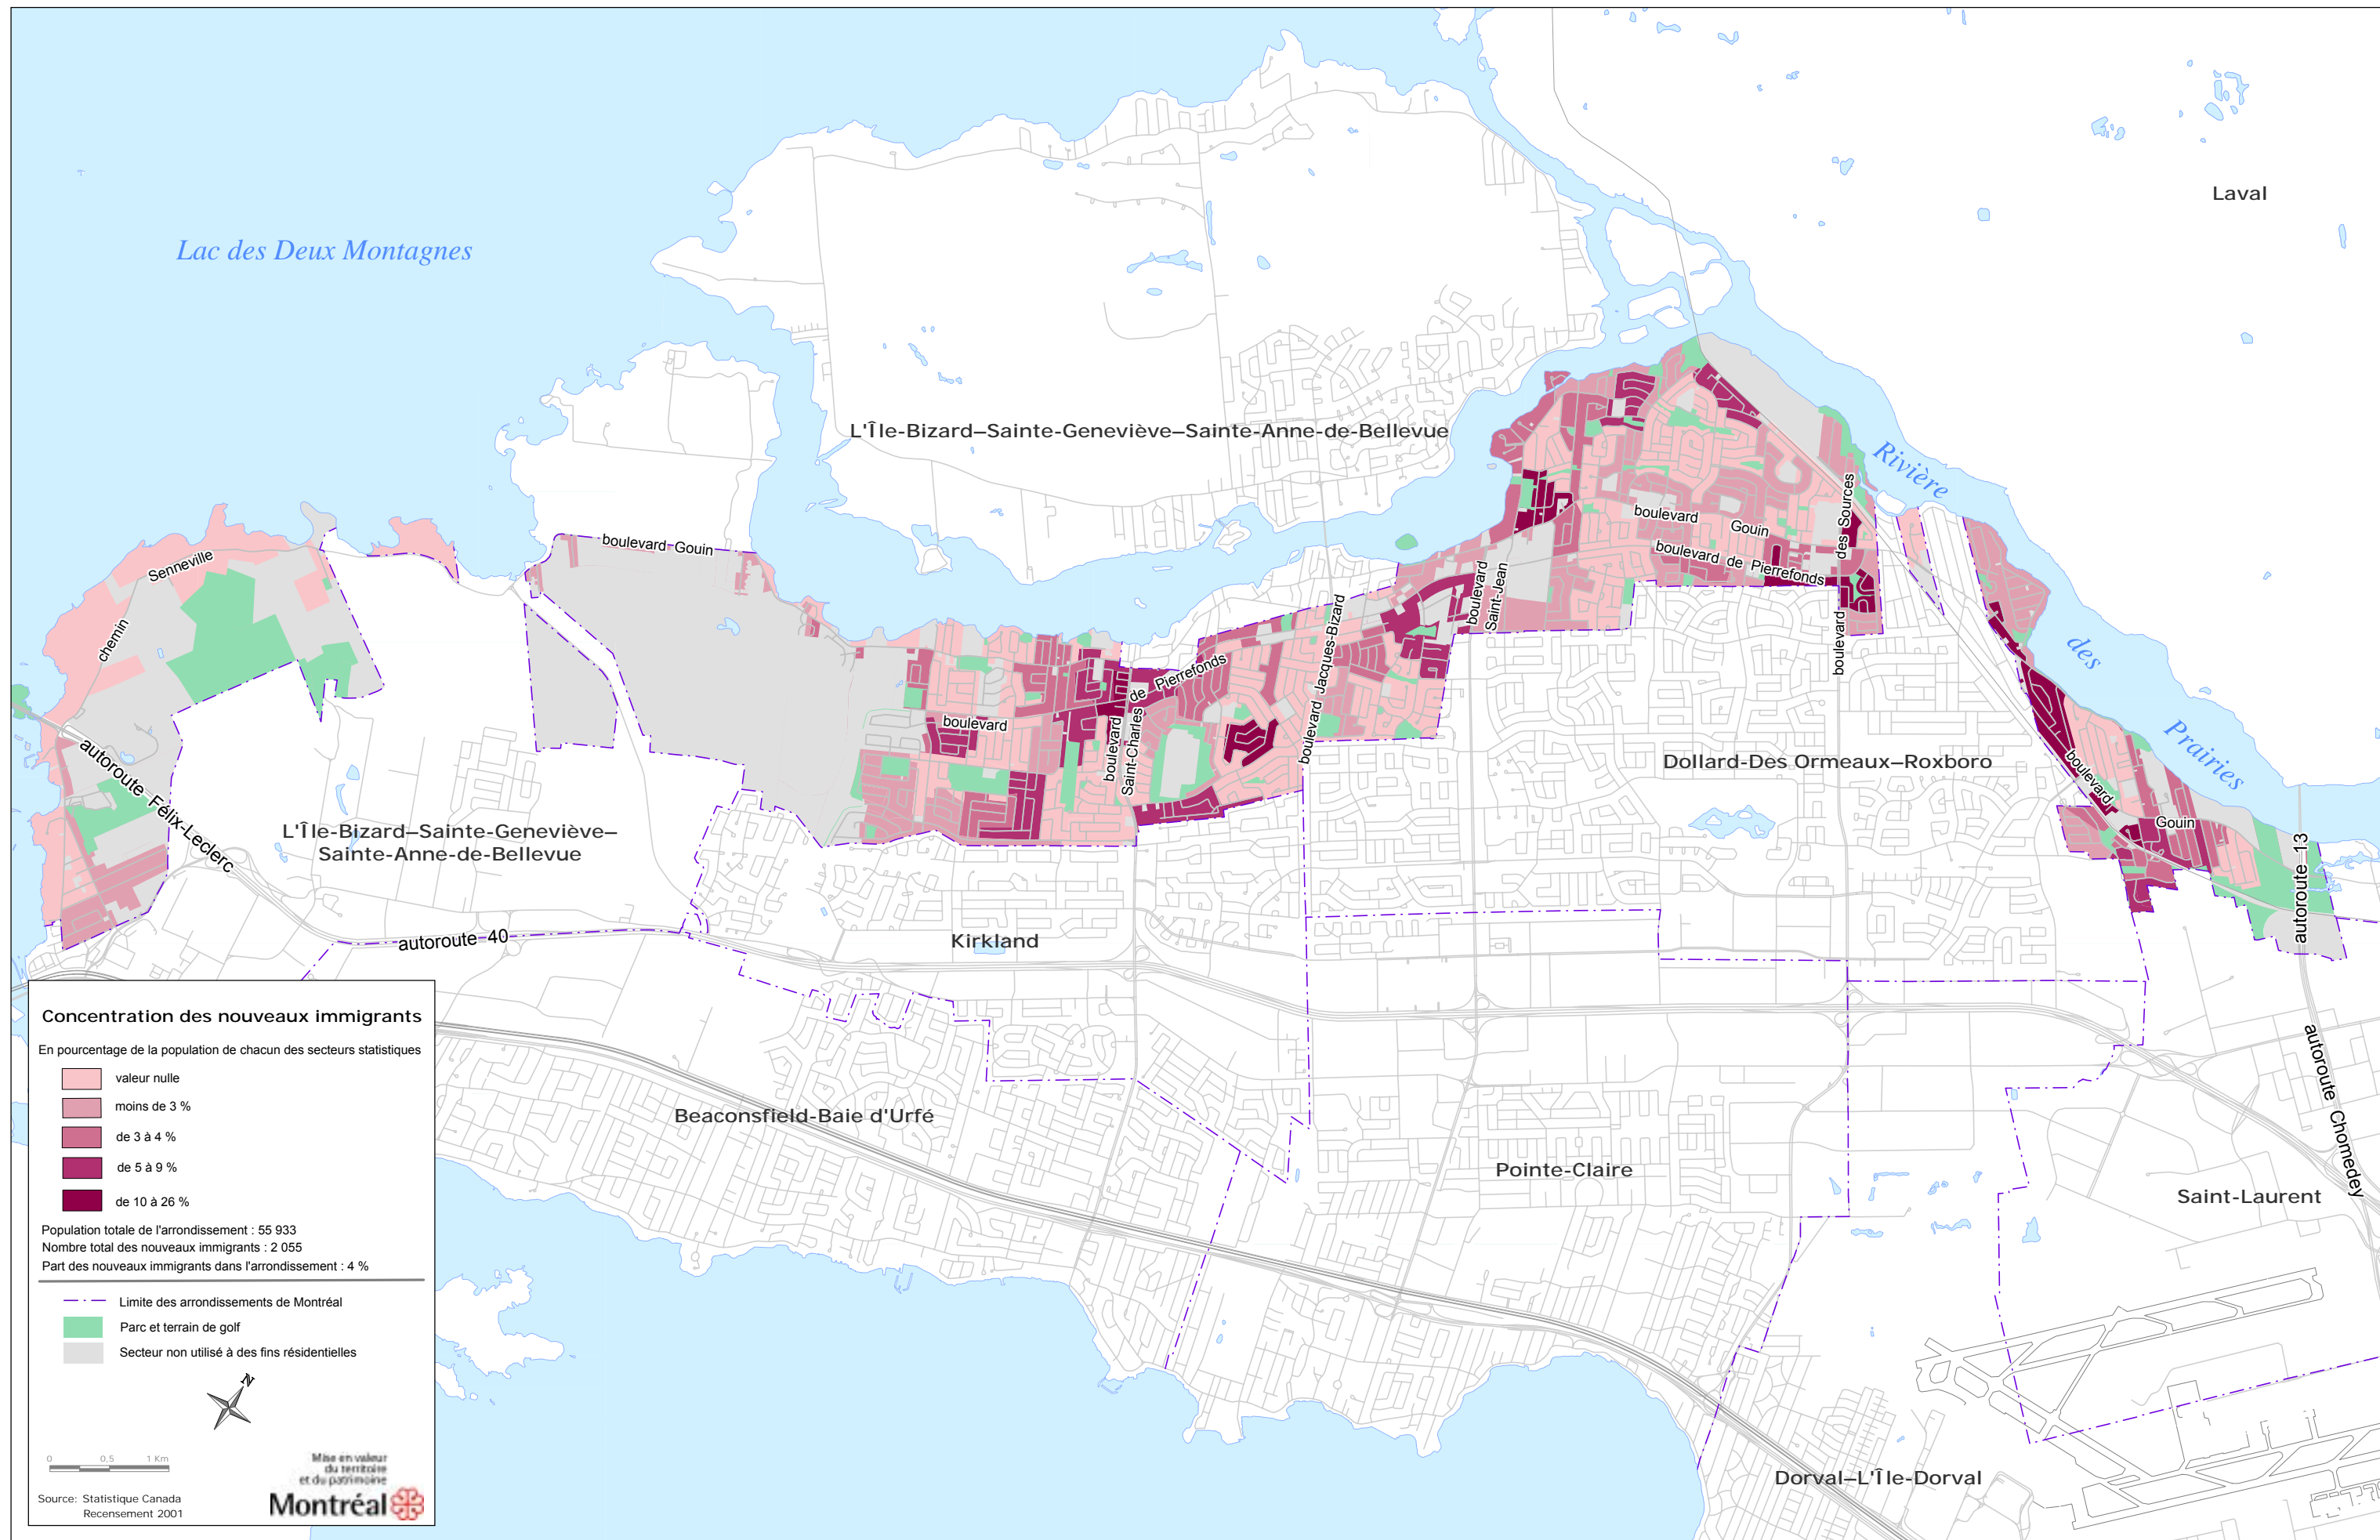 Laval
Lac des Deux Montagnes
L'Île-Bizard–Sainte-Geneviève–Sainte-Anne-de-Bellevue
Rivière
des
Prairies
Senneville
chemin
boulevard Gouin
boulevard Gouin
boulevard de Pierrefonds
des Sources
boulevard
boulevard
Saint-Jean
boulevard Jacques-Bizard
de Pierrefonds
boulevard
boulevard
Saint-Charles
boulevard
Gouin
autoroute 13
autoroute Chomedey
autoroute Félix-Leclerc
autoroute 40
L'Île-Bizard–Sainte-Geneviève–
Sainte-Anne-de-Bellevue
Dollard-Des Ormeaux–Roxboro
Kirkland
Beaconsfield-Baie d'Urfé
Pointe-Claire
Saint-Laurent
Dorval–L'Île-Dorval
Concentration des nouveaux immigrants
En pourcentage de la population de chacun des secteurs statistiques
valeur nulle
moins de 3 %
de 3 à 4 %
de 5 à 9 %
de 10 à 26 %
Population totale de l'arrondissement : 55 933
Nombre total des nouveaux immigrants : 2 055
Part des nouveaux immigrants dans l'arrondissement : 4 %
Limite des arrondissements de Montréal
Parc et terrain de golf
Secteur non utilisé à des fins résidentielles
N
0 0,5 1 Km
Mise en valeur
du territoire
et du patrimoine
Montréal
Source: Statistique Canada
Recensement 2001